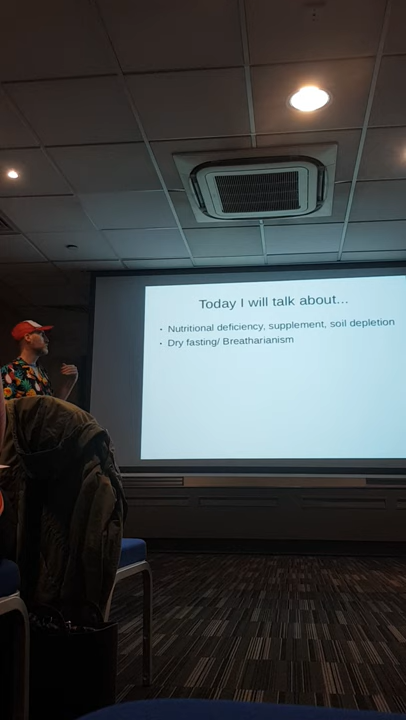 Today I will talk about...
• Nutritional deficiency, supplement, soil depletion
• Dry fasting/ Breatharianism